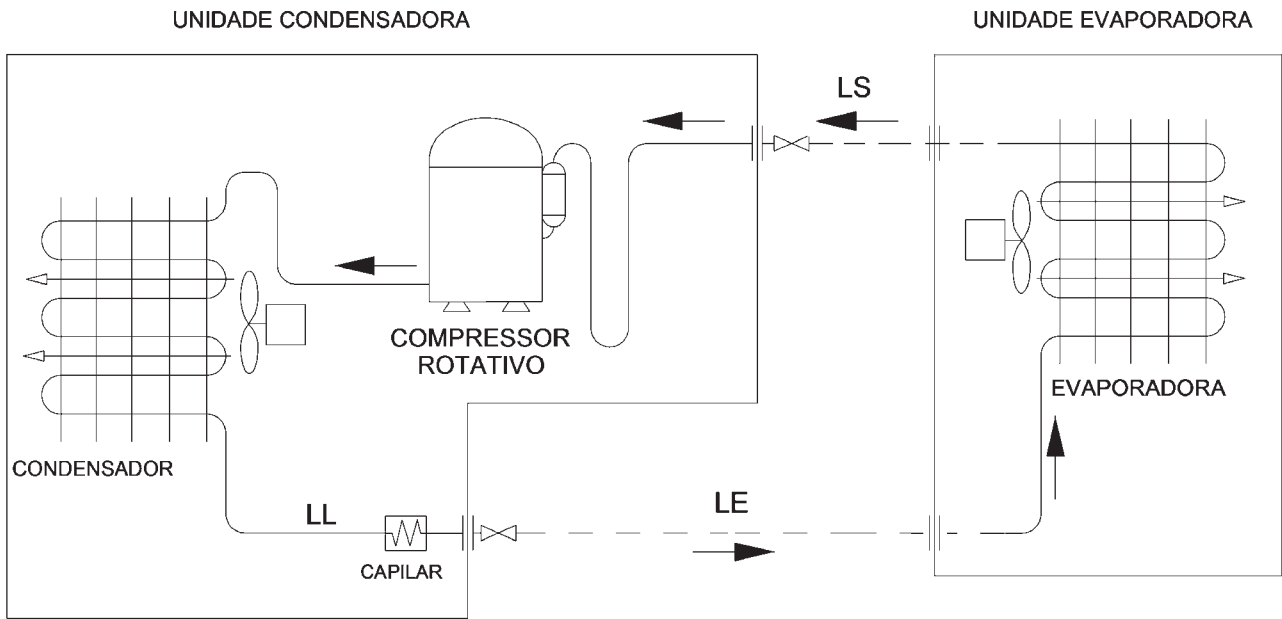 UNIDADE CONDENSADORA
UNIDADE EVAPORADORA
LS
COMPRESSOR
ROTATIVO
EVAPORADORA
CONDENSADOR
LL
LE
CAPILAR